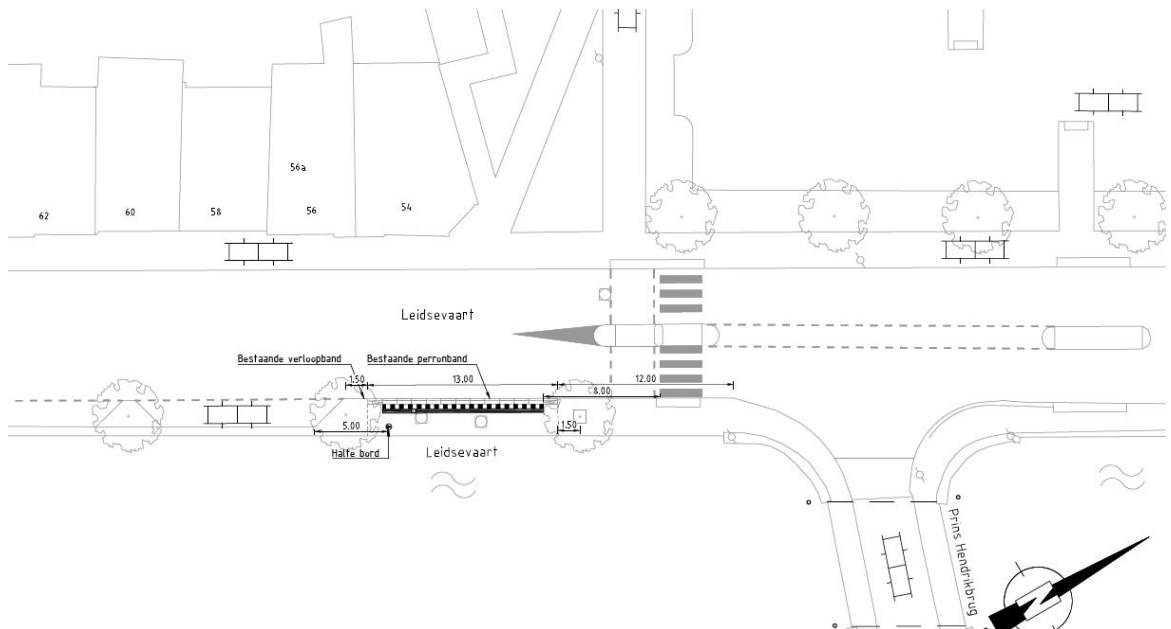 56a
62
60
58
56
54
Leidsevaart
Bestaande verloopband
Bestaande perronband
1.50
13.00
12.00
8.00
5.00
1.50
Halte bord
Leidsevaart
Prins Hendrikbrug